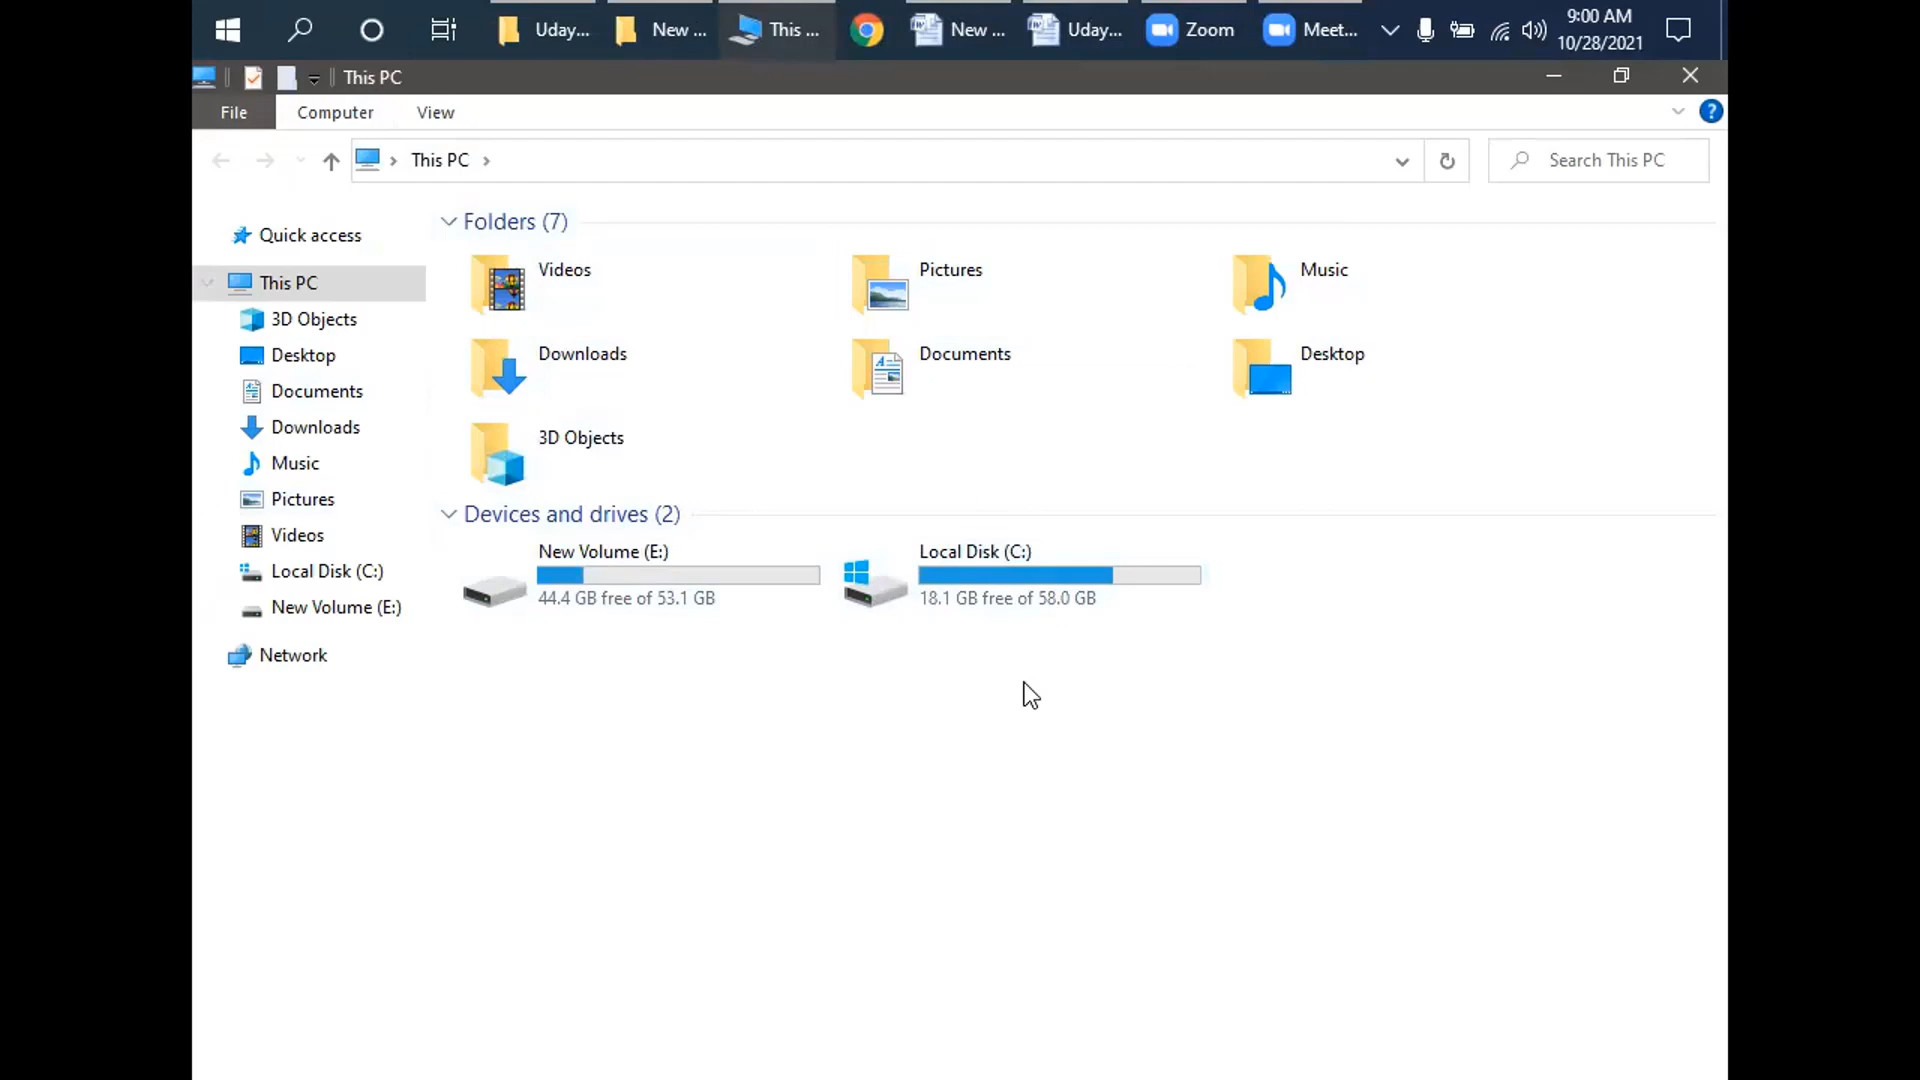 Uday...
New ...
This ...
New ...
Uday...
Zoom
Meet...
9:00 AM
10/28/2021
This PC
File
Computer
View
This PC
Search This PC
Quick access
This PC
3D Objects
Desktop
Documents
Downloads
Music
Pictures
Videos
Local Disk (C:)
New Volume (E:)
Network
Folders (7)
Videos
Pictures
Music
Downloads
Documents
Desktop
3D Objects
Devices and drives (2)
New Volume (E:)
44.4 GB free of 53.1 GB
Local Disk (C:)
18.1 GB free of 58.0 GB